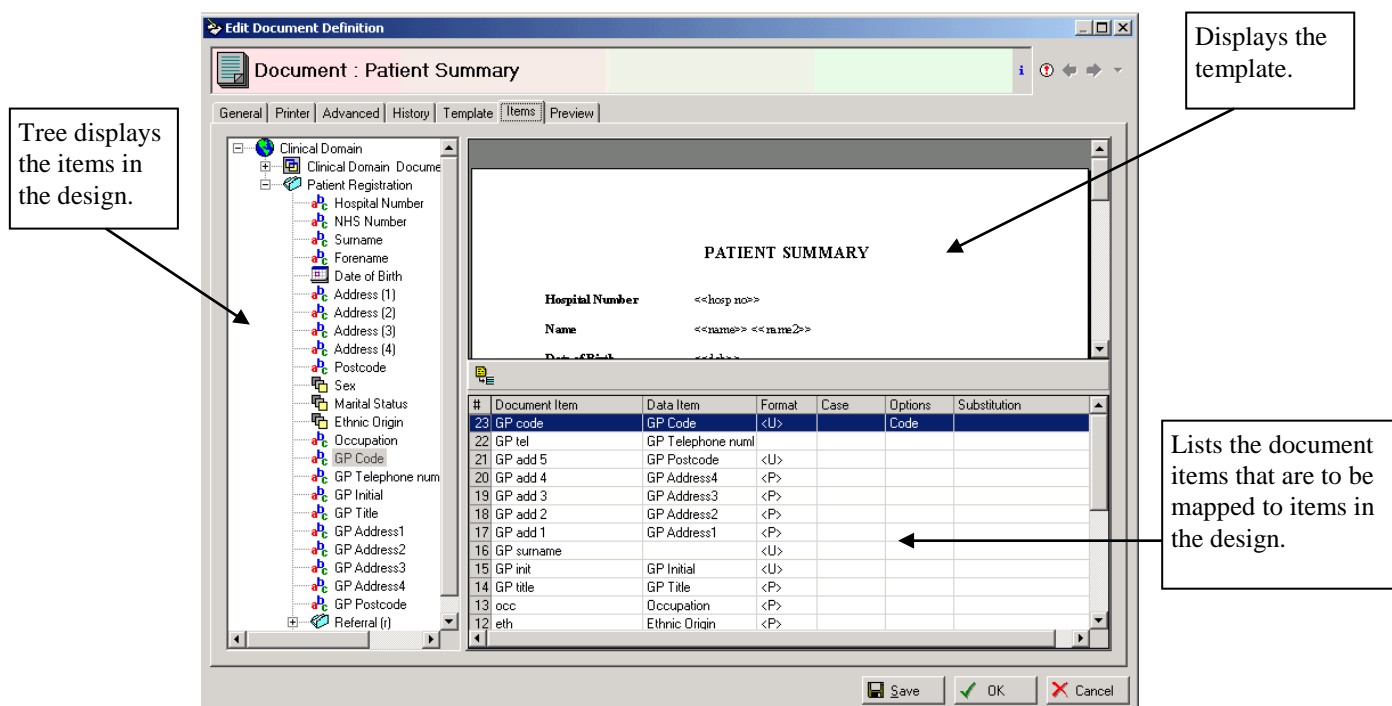 Edit Document Definition
Document : Patient Summary
General Printer Advanced History Template Items Preview
Displays the
template.
Tree displays
the items in
the design.
Clinical Domain
Clinical Domain Docume
Patient Registration
Hospital Number
NHS Number
Surname
Forename
Date of Birth
Address (1)
Address (2)
Address (3)
Address (4)
Postcode
Sex
Marital Status
Ethnic Origin
Occupation
GP Code
GP Telephone num
GP Initial
GP Title
GP Address1
GP Address2
GP Address3
GP Address4
GP Postcode
Referral (r)
PATIENT SUMMARY
Hospital Number <<hosp no>>
Name <<name>> <<name2>>
Date of Birth <<dob>>
# Document Item Data Item Format Case Options Substitution
23 GP code GP Code <U> Code
22 GP tel GP Telephone numl
21 GP add 5 GP Postcode <U>
20 GP add 4 GP Address4 <P>
19 GP add 3 GP Address3 <P>
18 GP add 2 GP Address2 <P>
17 GP add 1 GP Address1 <P>
16 GP surname <U>
15 GP init GP Initial <U>
14 GP title GP Title <P>
13 occ Occupation <P>
12 eth Ethnic Origin <P>
Lists the document
items that are to be
mapped to items in
the design.
Save OK Cancel